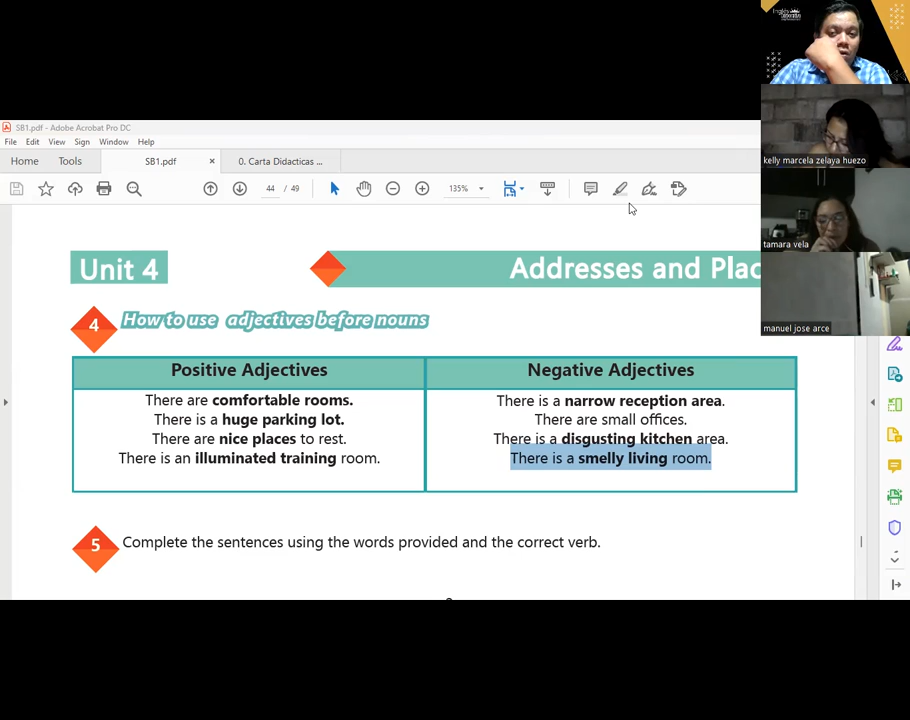 SB1.pdf - Adobe Acrobat Pro DC
File Edit View Sign Window Help
Home Tools SB1.pdf × 0. Carta Didacticas ...
44 / 49 135%
Unit 4
Addresses and Plac
4 How to use adjectives before nouns
Positive Adjectives
There are comfortable rooms.
There is a huge parking lot.
There are nice places to rest.
There is an illuminated training room.
Negative Adjectives
There is a narrow reception area.
There are small offices.
There is a disgusting kitchen area.
There is a smelly living room.
5 Complete the sentences using the words provided and the correct verb.
Inglés
kelly marcela zelaya huezo
tamara vela
manuel jose arce